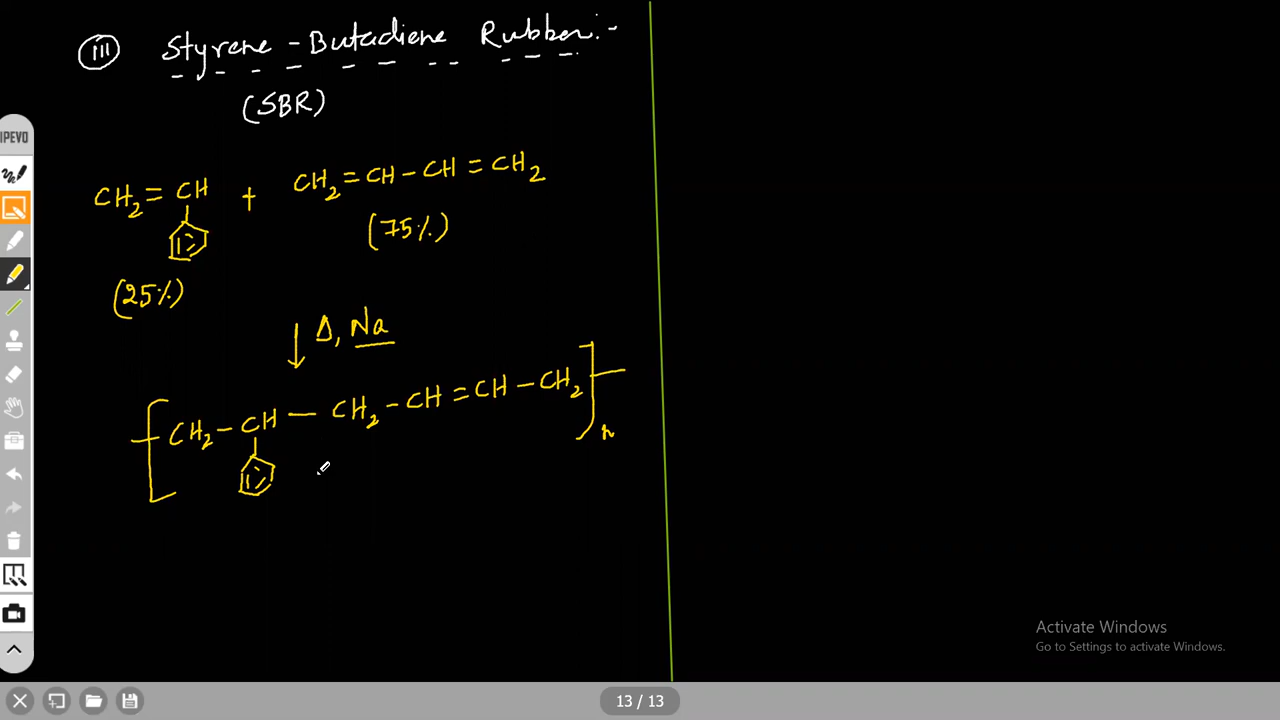 III Styrene - Butadiene Rubber :-
(SBR)
CH₂ = CH + CH₂ = CH - CH = CH₂
(25%) (75%)
↓ Δ, Na
[ CH₂ - CH — CH₂ - CH = CH - CH₂ ]n
IPEVO
Activate Windows
Go to Settings to activate Windows.
13 / 13